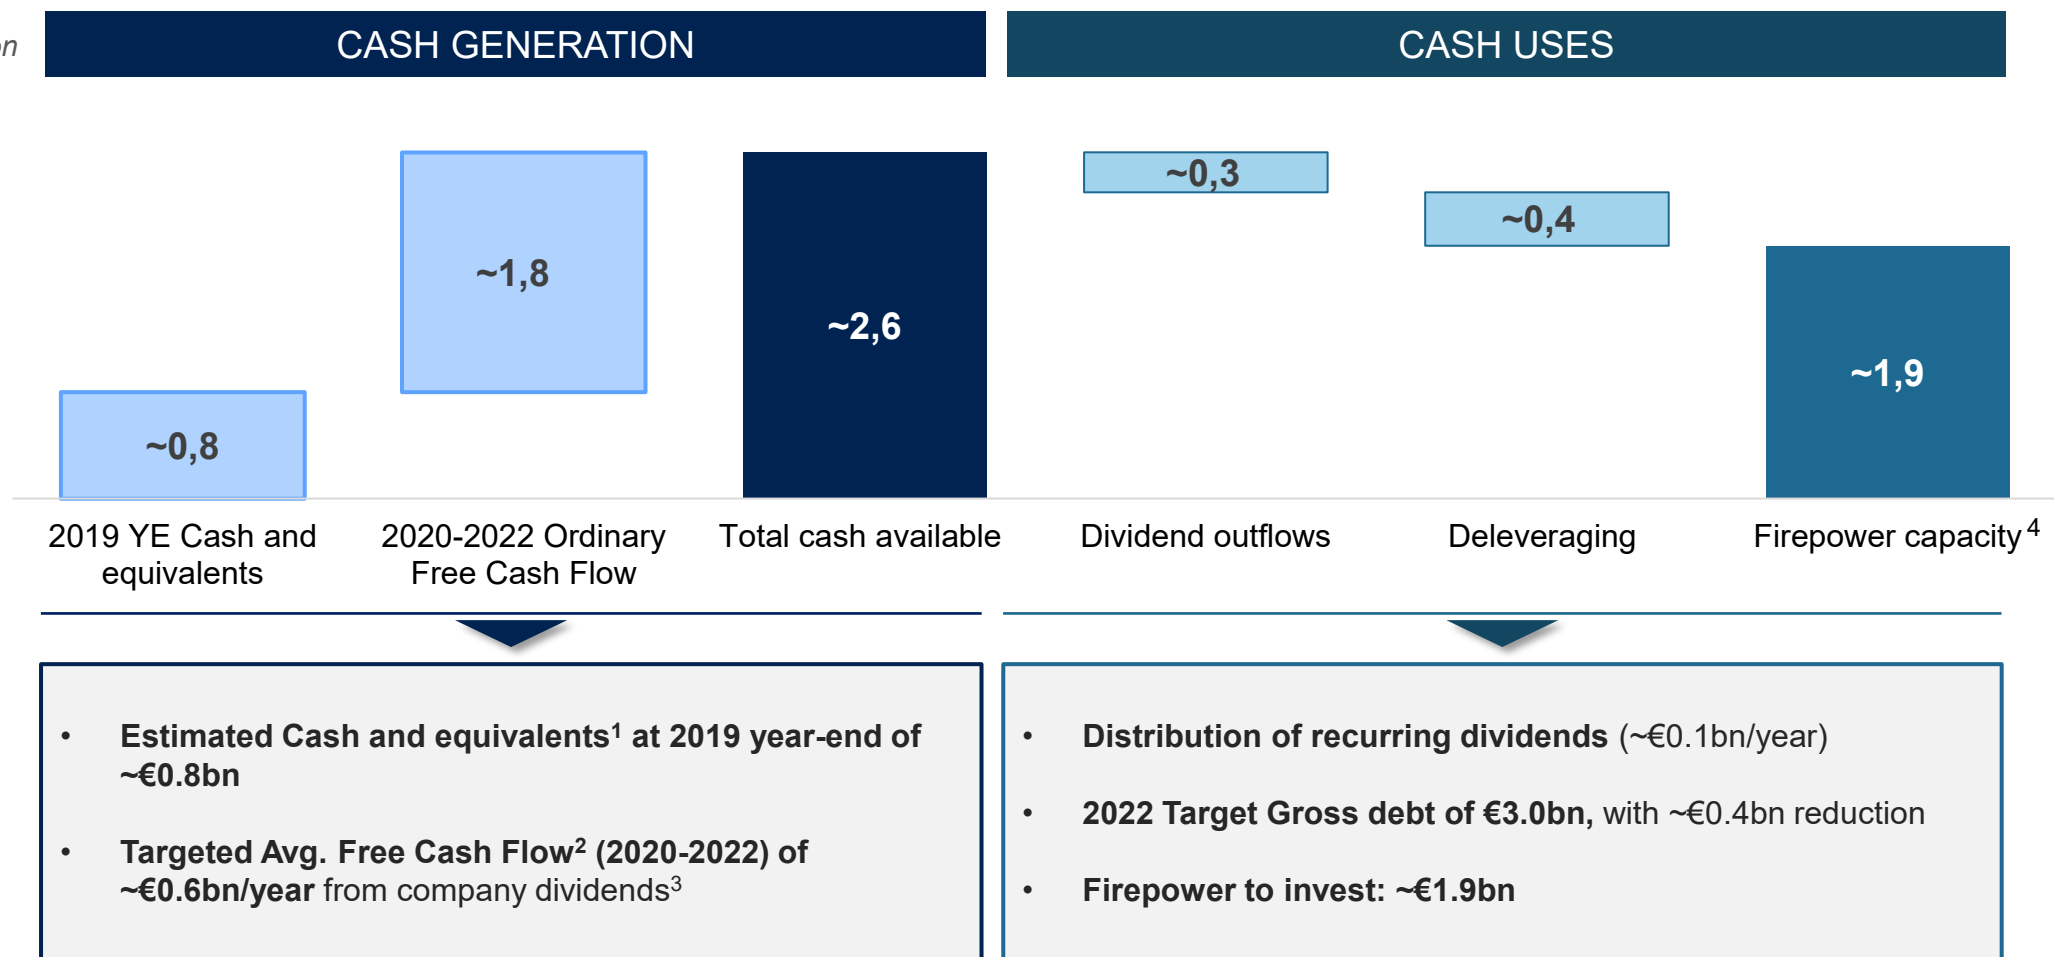 CASH GENERATION
CASH USES
~0,8
~1,8
~2,6
~0,3
~0,4
~1,9
2019 YE Cash and
equivalents
2020-2022 Ordinary
Free Cash Flow
Total cash available
Dividend outflows
Deleveraging
Firepower capacity 4
• Estimated Cash and equivalents1 at 2019 year-end of
~€0.8bn
• Targeted Avg. Free Cash Flow2 (2020-2022) of
~€0.6bn/year from company dividends3
• Distribution of recurring dividends (~€0.1bn/year)
• 2022 Target Gross debt of €3.0bn, with ~€0.4bn reduction
• Firepower to invest: ~€1.9bn